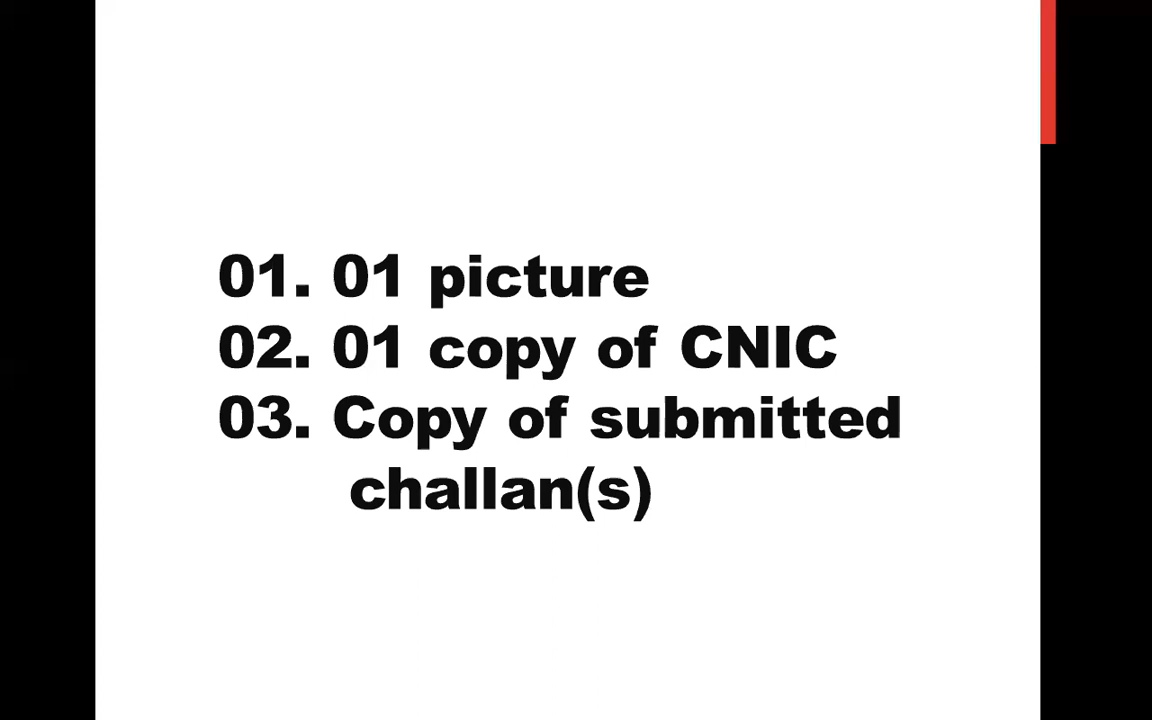 01. 01 picture
02. 01 copy of CNIC
03. Copy of submitted
challan(s)